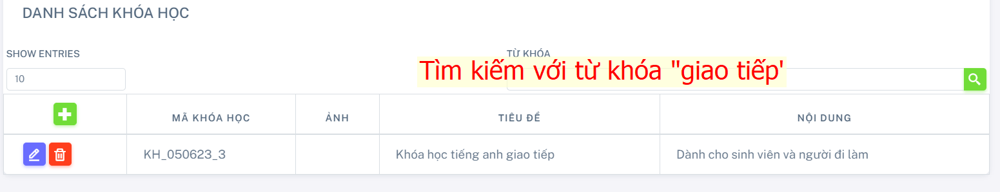 DANH SÁCH KHÓA HỌC
SHOW ENTRIES
TỪ KHÓA
10
Tìm kiếm với từ khóa "giao tiếp'
MÃ KHÓA HỌC ẢNH TIÊU ĐỀ NỘI DUNG
KH_050623_3 Khóa học tiếng anh giao tiếp Dành cho sinh viên và người đi làm